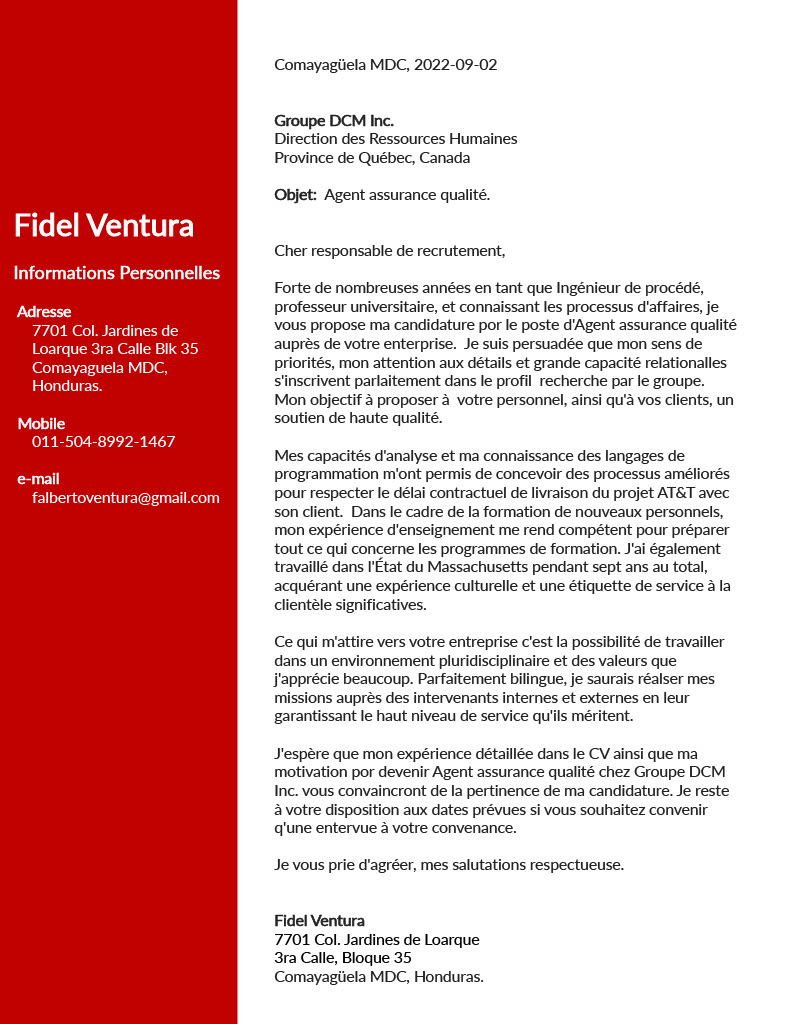 Fidel Ventura
Informations Personnelles
Adresse
7701 Col. Jardines de
Loarque 3ra Calle Blk 35
Comayaguela MDC,
Honduras.
Mobile
011-504-8992-1467
e-mail
falbertoventura@gmail.com
Comayagüela MDC, 2022-09-02
Groupe DCM Inc.
Direction des Ressources Humaines
Province de Québec, Canada
Objet:  Agent assurance qualité.
Cher responsable de recrutement,
Forte de nombreuses années en tant que Ingénieur de procédé,
professeur universitaire, et connaissant les processus d'affaires, je
vous propose ma candidature por le poste d'Agent assurance qualité
auprès de votre enterprise.  Je suis persuadée que mon sens de
priorités, mon attention aux détails et grande capacité relationalles
s'inscrivent parlaitement dans le profil  recherche par le groupe.
Mon objectif à proposer à  votre personnel, ainsi qu'à vos clients, un
soutien de haute qualité.
Mes capacités d'analyse et ma connaissance des langages de
programmation m'ont permis de concevoir des processus améliorés
pour respecter le délai contractuel de livraison du projet AT&T avec
son client.  Dans le cadre de la formation de nouveaux personnels,
mon expérience d'enseignement me rend compétent pour préparer
tout ce qui concerne les programmes de formation. J'ai également
travaillé dans l'État du Massachusetts pendant sept ans au total,
acquérant une expérience culturelle et une étiquette de service à la
clientèle significatives.
Ce qui m'attire vers votre entreprise c'est la possibilité de travailler
dans un environnement pluridisciplinaire et des valeurs que
j'apprécie beaucoup. Parfaitement bilingue, je saurais réalser mes
missions auprès des intervenants internes et externes en leur
garantissant le haut niveau de service qu'ils méritent.
J'espère que mon expérience détaillée dans le CV ainsi que ma
motivation por devenir Agent assurance qualité chez Groupe DCM
Inc. vous convaincront de la pertinence de ma candidature. Je reste
à votre disposition aux dates prévues si vous souhaitez convenir
q'une entervue à votre convenance.
Je vous prie d'agréer, mes salutations respectueuse.
Fidel Ventura
7701 Col. Jardines de Loarque
3ra Calle, Bloque 35
Comayagüela MDC, Honduras.